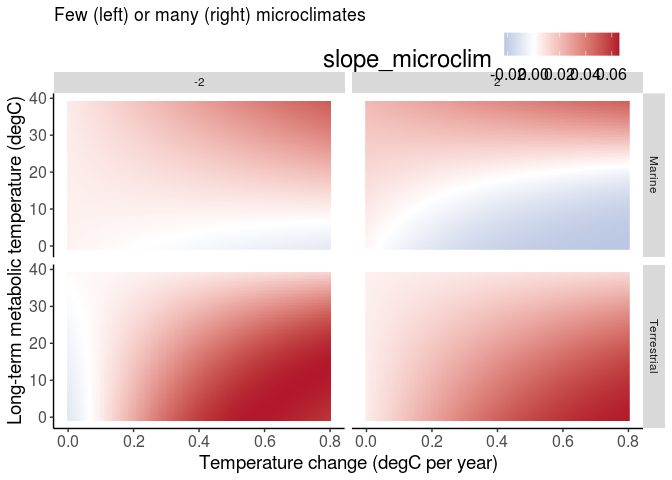 Few (left) or many (right) microclimates
slope_microclim
-0.02 0.00 0.02 0.04 0.06
-2
2
Long-term metabolic temperature (degC)
40
30
20
10
0
Marine
40
30
20
10
0
Terrestrial
0.0 0.2 0.4 0.6 0.8
0.0 0.2 0.4 0.6 0.8
Temperature change (degC per year)